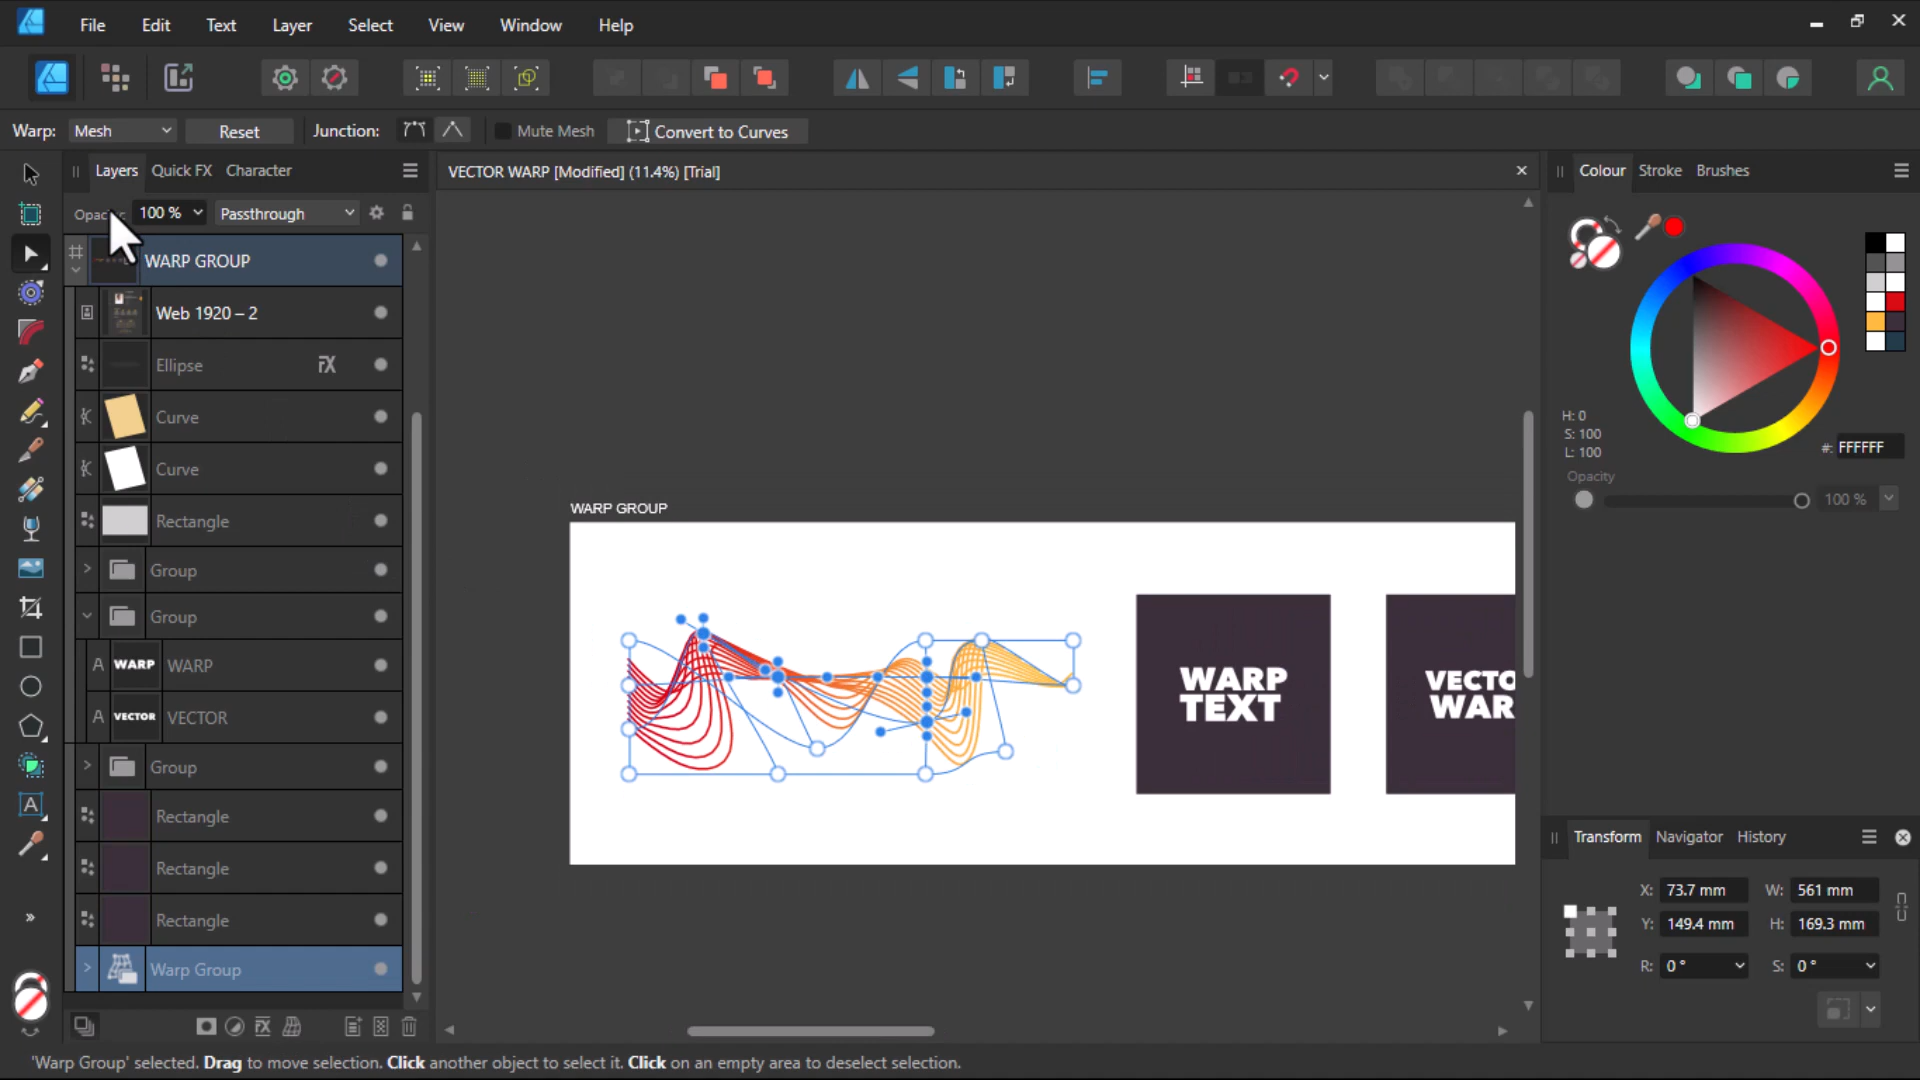 File Edit Text Layer Select View Window Help
Warp: Mesh Reset Junction: Mute Mesh Convert to Curves
Layers Quick FX Character
VECTOR WARP [Modified] (11.4%) [Trial]
Colour Stroke Brushes
100 % Passthrough
WARP GROUP
Web 1920 – 2
Ellipse
Curve
Curve
Rectangle
Group
Group
A WARP WARP
A VECTOR VECTOR
Group
Rectangle
Rectangle
Rectangle
Warp Group
WARP GROUP
WARP
TEXT
VECTO
WAR
H: 0
S: 100
L: 100
#: FFFFFF
Opacity
100 %
Transform Navigator History
X: 73.7 mm W: 561 mm
Y: 149.4 mm H: 169.3 mm
R: 0 ° S: 0 °
'Warp Group' selected. Drag to move selection. Click another object to select it. Click on an empty area to deselect selection.